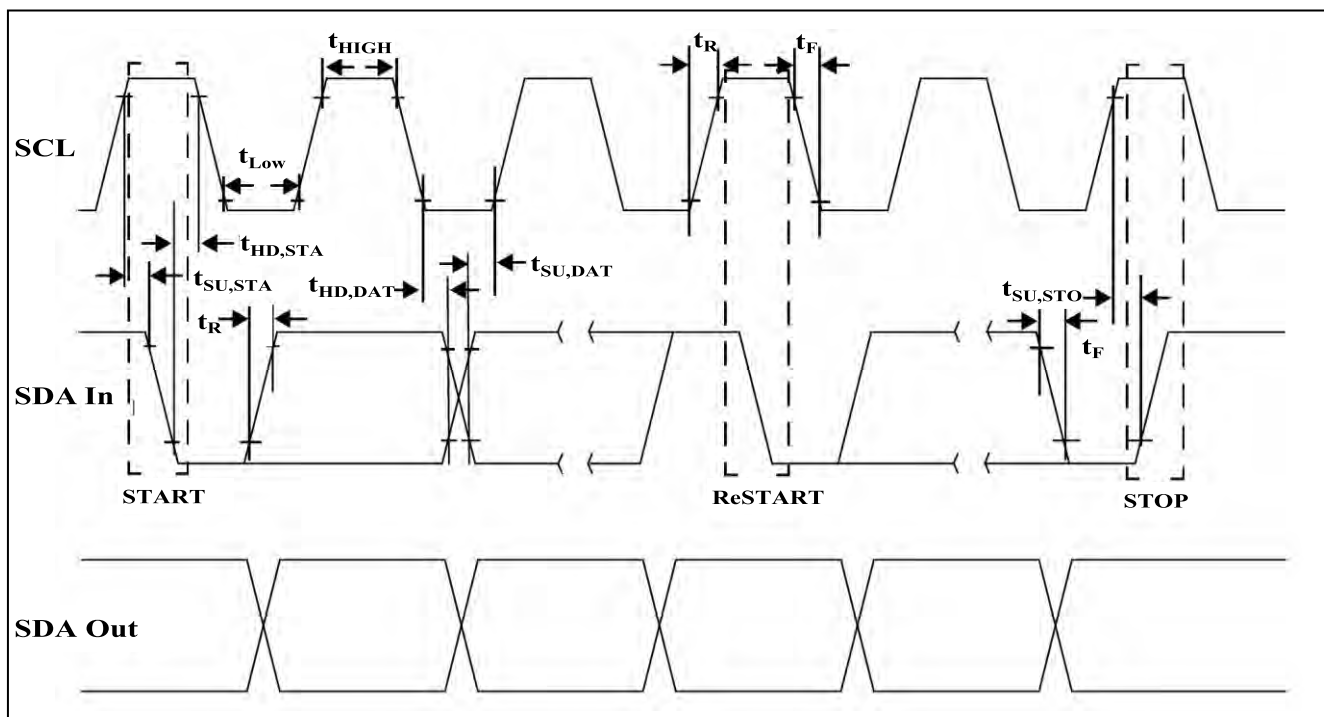 tHIGH
tR
tF
SCL
tLow
tHD,STA
tSU,STA
tHD,DAT
tSU,DAT
tSU,STO
tR
tF
SDA In
START
ReSTART
STOP
SDA Out